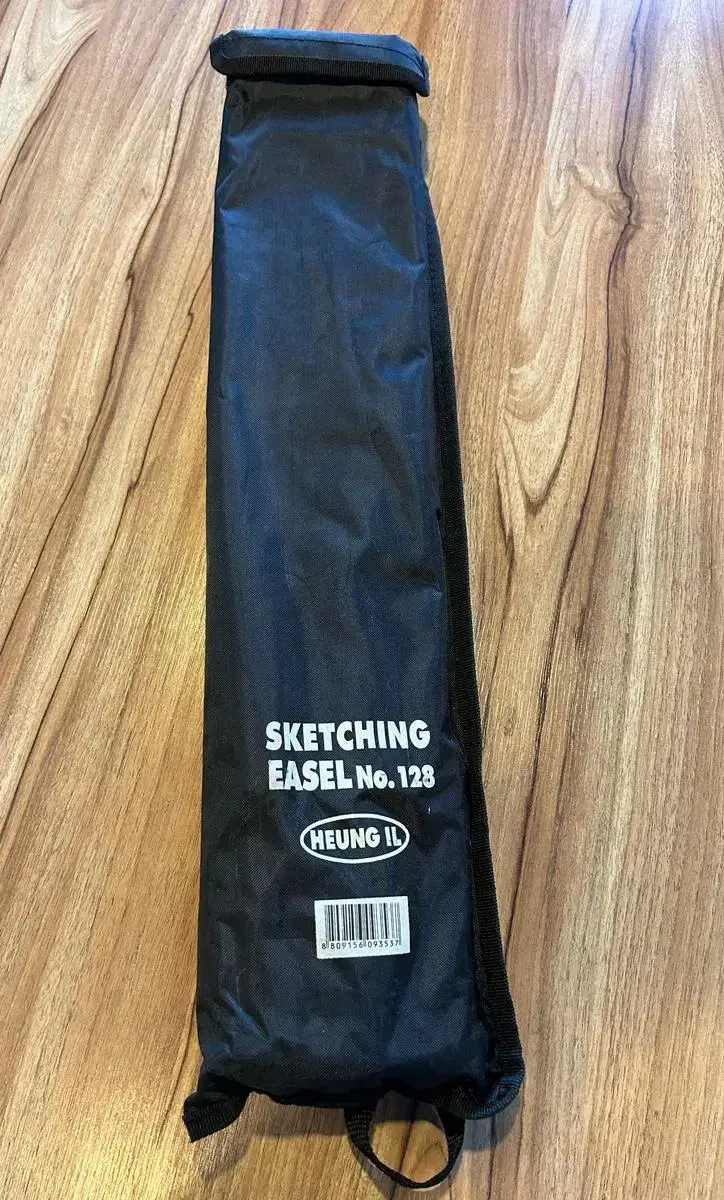 SKETCHING
EASEL No. 128
HEUNG IL
8 809156 093537